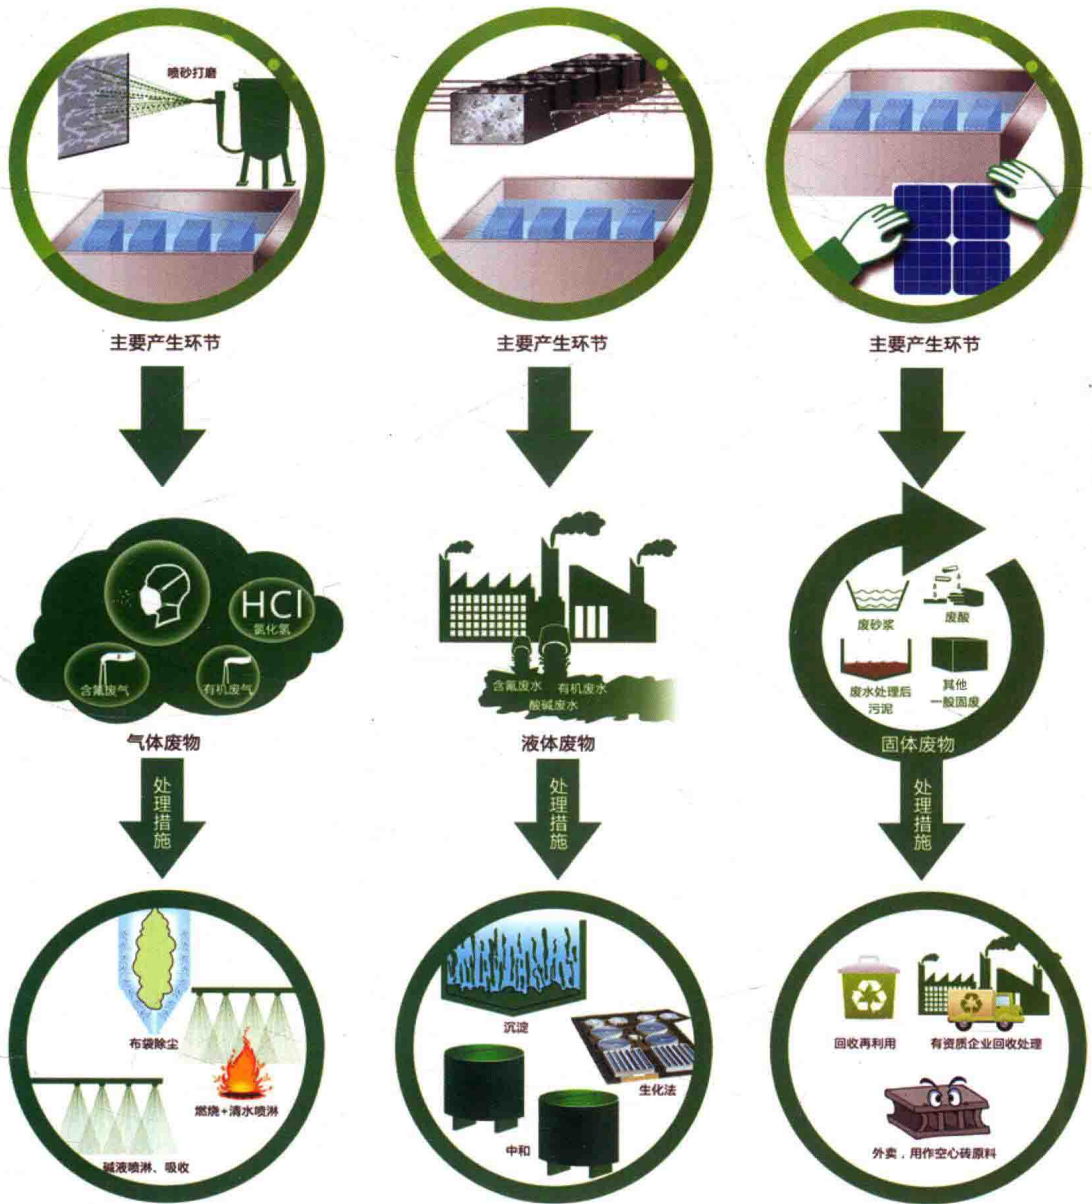 喷砂打磨
主要产生环节
主要产生环节
主要产生环节
HCl
氯化氢
含氟废气
有机废气
气体废物
含氟废水
有机废水
酸碱废水
液体废物
废砂浆
废酸
废水处理后
污泥
其他
一般固废
固体废物
处理措施
处理措施
处理措施
布袋除尘
燃烧+清水喷淋
碱液喷淋、吸收
沉淀
生化法
中和
回收再利用
有资质企业回收处理
外卖，用作空心砖原料